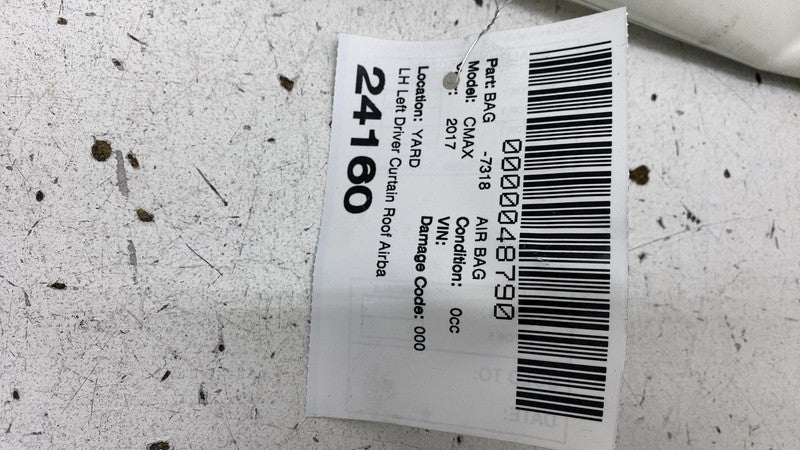 0000048790
Part: BAG -7318 AIR BAG
Model: CMAX Condition: 0cc
2017 VIN:
Damage Code: 000
Location: YARD
LH Left Driver Curtain Roof Airba
24160
DATE: